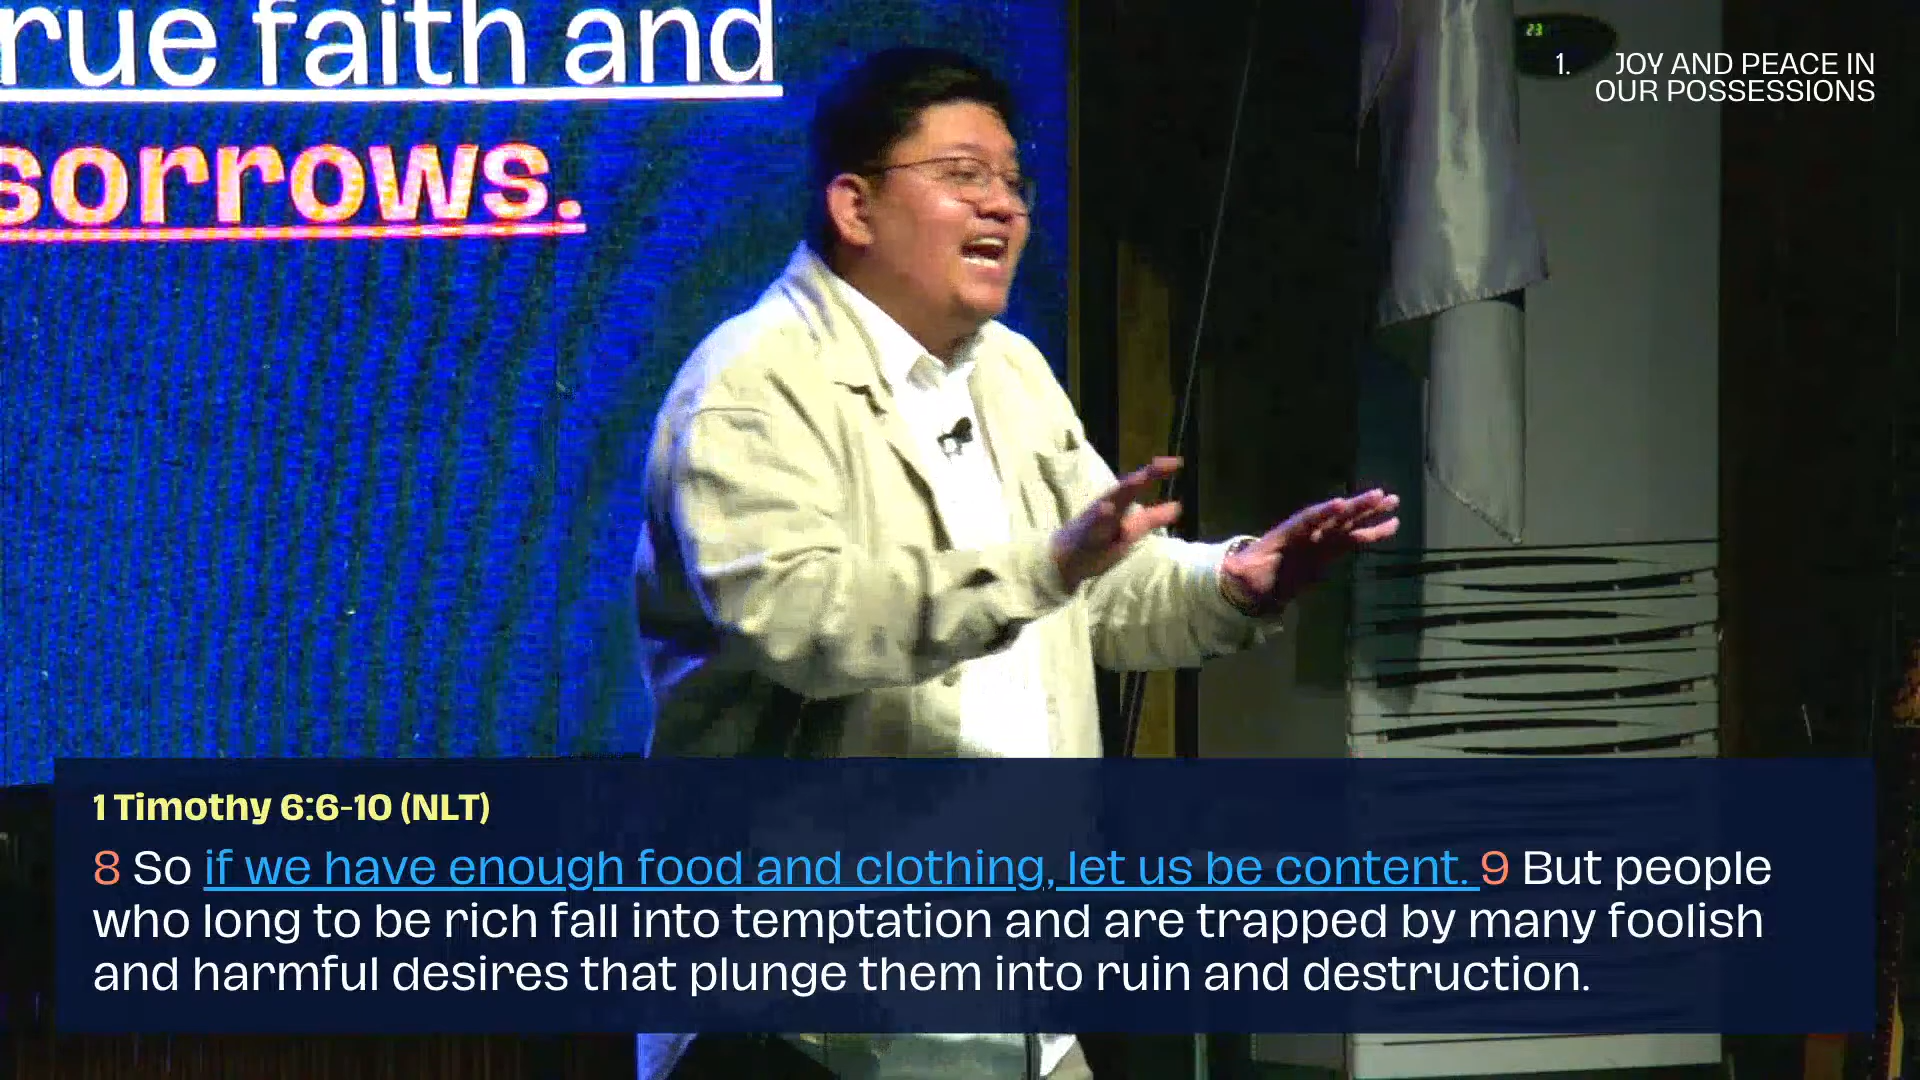 rue faith and
sorrows.
23
1. JOY AND PEACE IN
OUR POSSESSIONS
1 Timothy 6:6-10 (NLT)
8 So if we have enough food and clothing, let us be content. 9 But people
who long to be rich fall into temptation and are trapped by many foolish
and harmful desires that plunge them into ruin and destruction.